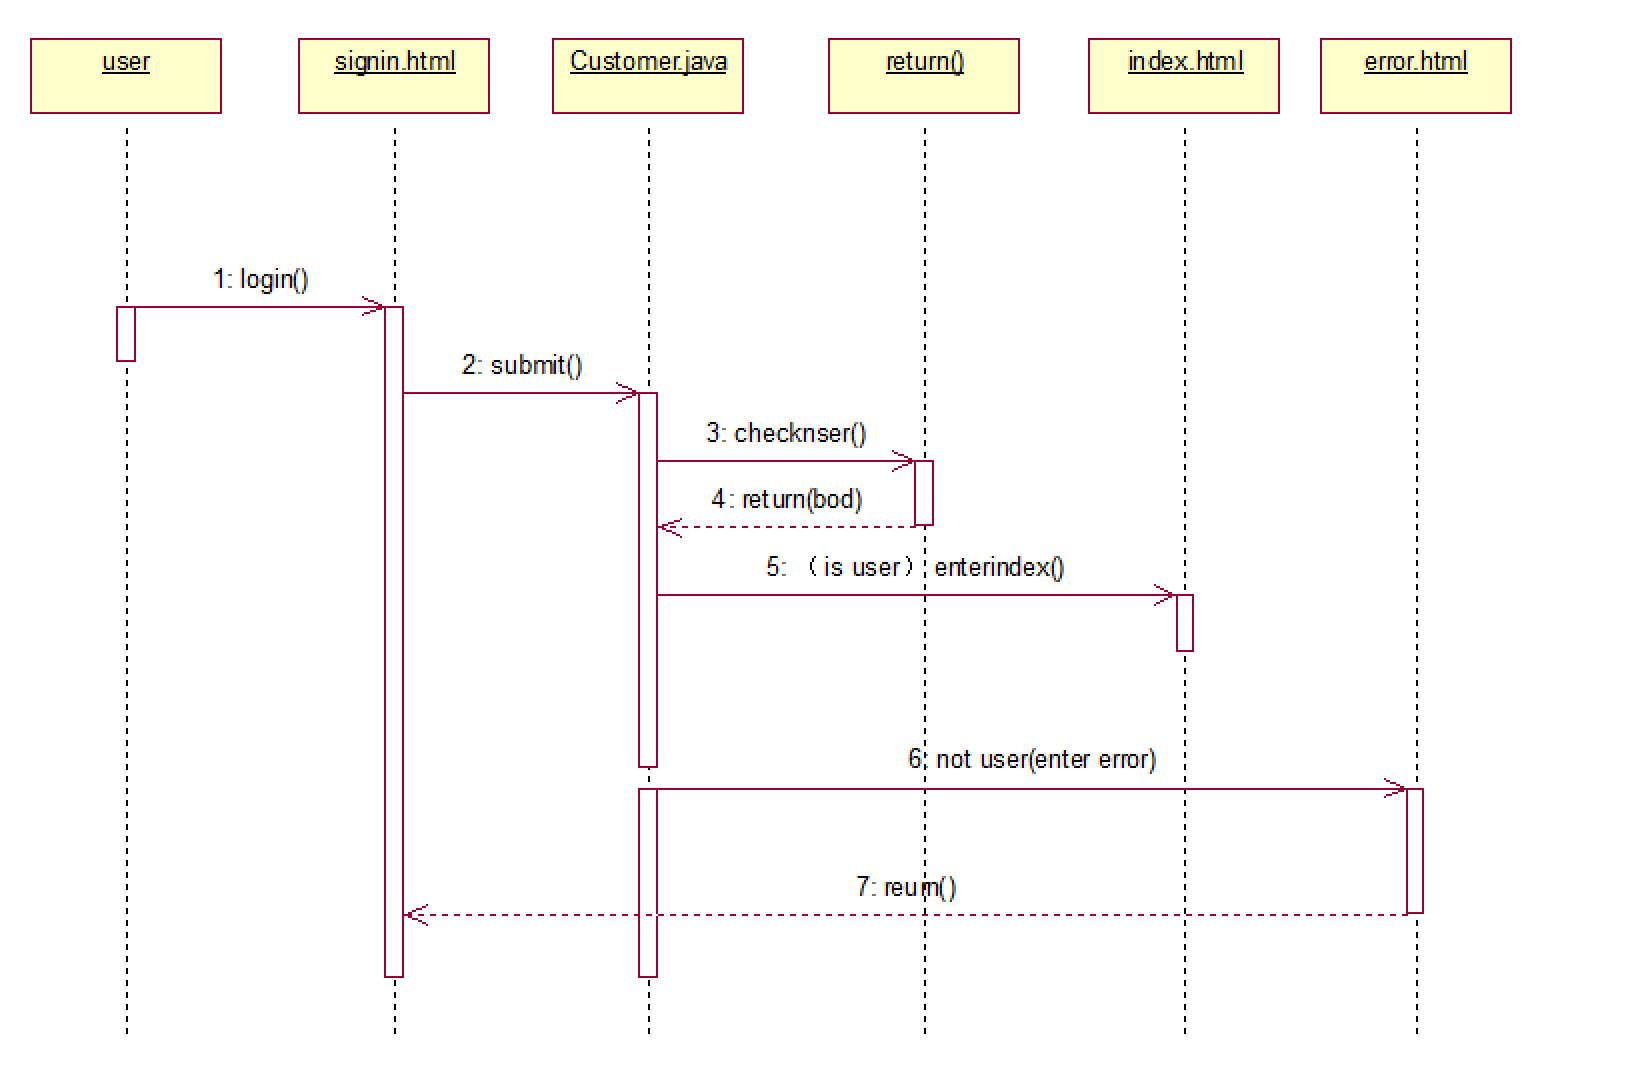 user
signin.html
Customer.java
return()
index.html
error.html
1: login()
2: submit()
3: checknser()
4: return(bod)
5: （is user） enterindex()
6: not user(enter error)
7: reurn()